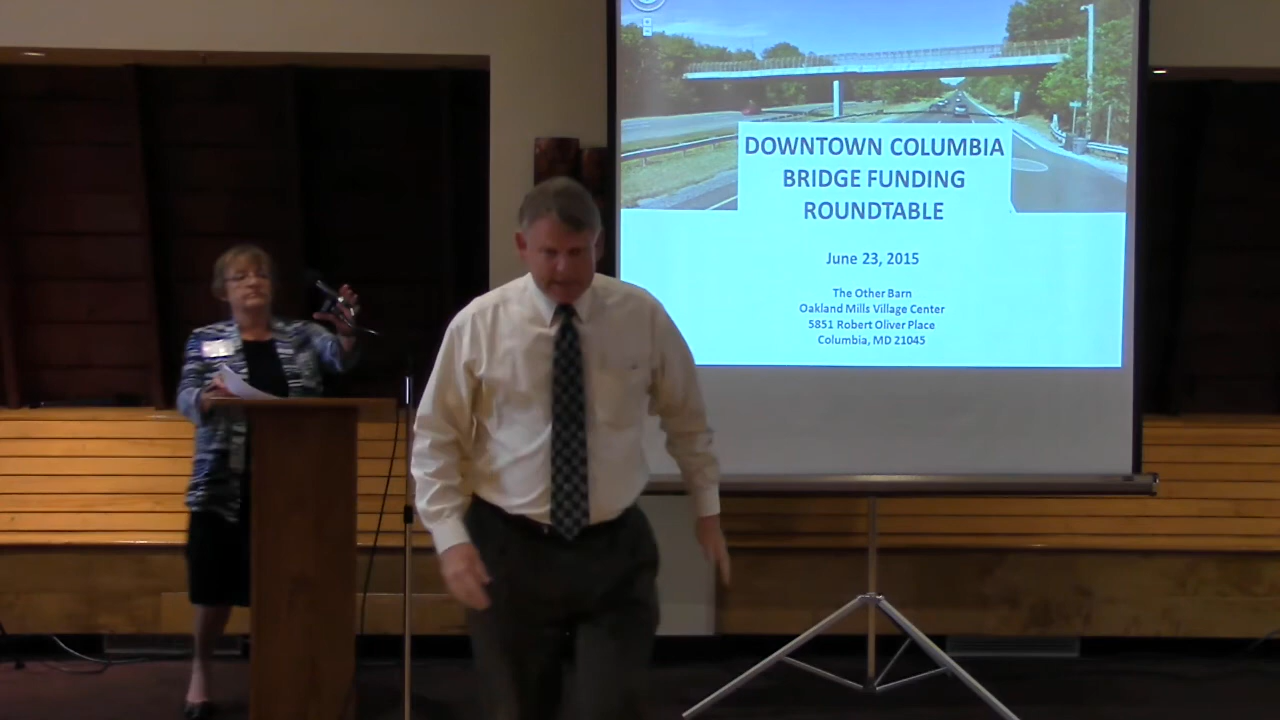 DOWNTOWN COLUMBIA
BRIDGE FUNDING
ROUNDTABLE
June 23, 2015
The Other Barn
Oakland Mills Village Center
5851 Robert Oliver Place
Columbia, MD 21045